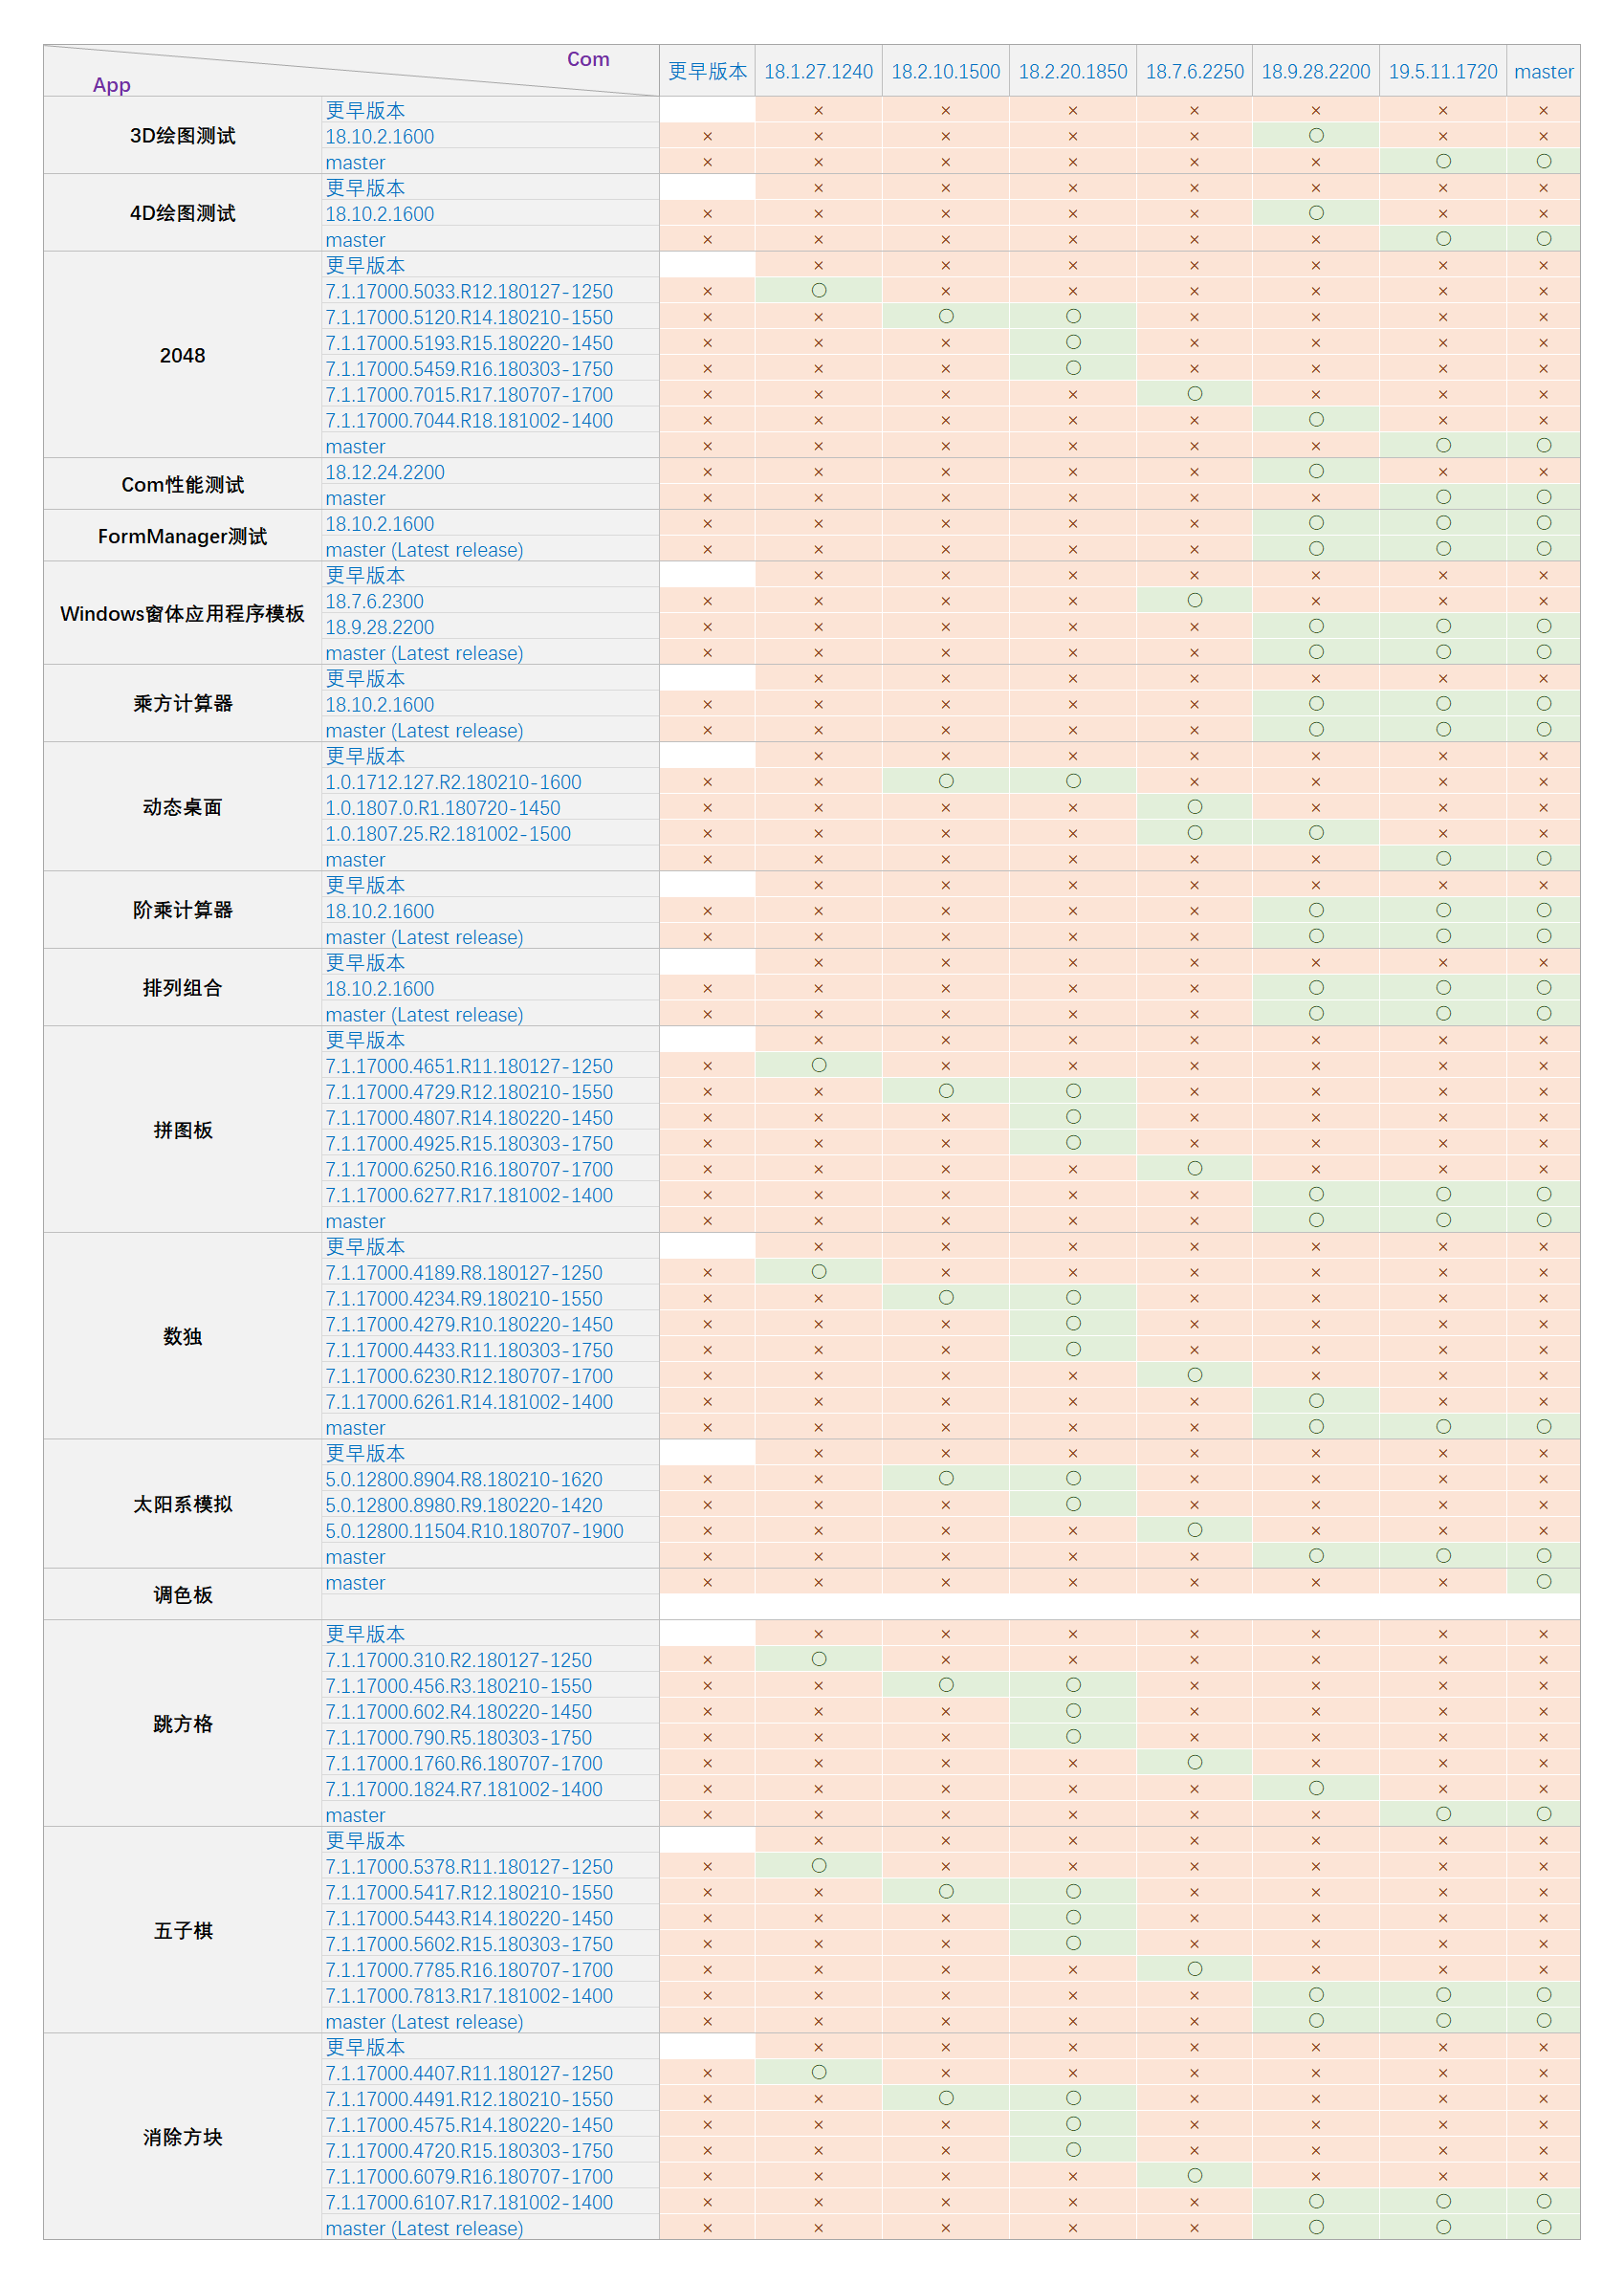 Com
App
更早版本 18.1.27.1240 18.2.10.1500 18.2.20.1850 18.7.6.2250 18.9.28.2200 19.5.11.1720 master
3D绘图测试
更早版本 × × × × × × ×
18.10.2.1600 × × × × × ○ × ×
master × × × × × × ○ ○
4D绘图测试
更早版本 × × × × × × ×
18.10.2.1600 × × × × × ○ × ×
master × × × × × × ○ ○
2048
更早版本 × × × × × × ×
7.1.17000.5033.R12.180127-1250 × ○ × × × × × ×
7.1.17000.5120.R14.180210-1550 × × ○ ○ × × × ×
7.1.17000.5193.R15.180220-1450 × × × ○ × × × ×
7.1.17000.5459.R16.180303-1750 × × × ○ × × × ×
7.1.17000.7015.R17.180707-1700 × × × × ○ × × ×
7.1.17000.7044.R18.181002-1400 × × × × × ○ × ×
master × × × × × × ○ ○
Com性能测试
18.12.24.2200 × × × × × ○ × ×
master × × × × × × ○ ○
FormManager测试
18.10.2.1600 × × × × × ○ ○ ○
master (Latest release) × × × × × ○ ○ ○
Windows窗体应用程序模板
更早版本 × × × × × × ×
18.7.6.2300 × × × × ○ × × ×
18.9.28.2200 × × × × × ○ ○ ○
master (Latest release) × × × × × ○ ○ ○
乘方计算器
更早版本 × × × × × × ×
18.10.2.1600 × × × × × ○ ○ ○
master (Latest release) × × × × × ○ ○ ○
动态桌面
更早版本 × × × × × × ×
1.0.1712.127.R2.180210-1600 × × ○ ○ × × × ×
1.0.1807.0.R1.180720-1450 × × × × ○ × × ×
1.0.1807.25.R2.181002-1500 × × × × ○ ○ × ×
master × × × × × × ○ ○
阶乘计算器
更早版本 × × × × × × ×
18.10.2.1600 × × × × × ○ ○ ○
master (Latest release) × × × × × ○ ○ ○
排列组合
更早版本 × × × × × × ×
18.10.2.1600 × × × × × ○ ○ ○
master (Latest release) × × × × × ○ ○ ○
拼图板
更早版本 × × × × × × ×
7.1.17000.4651.R11.180127-1250 × ○ × × × × × ×
7.1.17000.4729.R12.180210-1550 × × ○ ○ × × × ×
7.1.17000.4807.R14.180220-1450 × × × ○ × × × ×
7.1.17000.4925.R15.180303-1750 × × × ○ × × × ×
7.1.17000.6250.R16.180707-1700 × × × × ○ × × ×
7.1.17000.6277.R17.181002-1400 × × × × × ○ ○ ○
master × × × × × ○ ○ ○
数独
更早版本 × × × × × × ×
7.1.17000.4189.R8.180127-1250 × ○ × × × × × ×
7.1.17000.4234.R9.180210-1550 × × ○ ○ × × × ×
7.1.17000.4279.R10.180220-1450 × × × ○ × × × ×
7.1.17000.4433.R11.180303-1750 × × × ○ × × × ×
7.1.17000.6230.R12.180707-1700 × × × × ○ × × ×
7.1.17000.6261.R14.181002-1400 × × × × × ○ × ×
master × × × × × ○ ○ ○
太阳系模拟
更早版本 × × × × × × ×
5.0.12800.8904.R8.180210-1620 × × ○ ○ × × × ×
5.0.12800.8980.R9.180220-1420 × × × ○ × × × ×
5.0.12800.11504.R10.180707-1900 × × × × ○ × × ×
master × × × × × ○ ○ ○
调色板
master × × × × × × × ○
跳方格
更早版本 × × × × × × ×
7.1.17000.310.R2.180127-1250 × ○ × × × × × ×
7.1.17000.456.R3.180210-1550 × × ○ ○ × × × ×
7.1.17000.602.R4.180220-1450 × × × ○ × × × ×
7.1.17000.790.R5.180303-1750 × × × ○ × × × ×
7.1.17000.1760.R6.180707-1700 × × × × ○ × × ×
7.1.17000.1824.R7.181002-1400 × × × × × ○ × ×
master × × × × × × ○ ○
五子棋
更早版本 × × × × × × ×
7.1.17000.5378.R11.180127-1250 × ○ × × × × × ×
7.1.17000.5417.R12.180210-1550 × × ○ ○ × × × ×
7.1.17000.5443.R14.180220-1450 × × × ○ × × × ×
7.1.17000.5602.R15.180303-1750 × × × ○ × × × ×
7.1.17000.7785.R16.180707-1700 × × × × ○ × × ×
7.1.17000.7813.R17.181002-1400 × × × × × ○ ○ ○
master (Latest release) × × × × × ○ ○ ○
消除方块
更早版本 × × × × × × ×
7.1.17000.4407.R11.180127-1250 × ○ × × × × × ×
7.1.17000.4491.R12.180210-1550 × × ○ ○ × × × ×
7.1.17000.4575.R14.180220-1450 × × × ○ × × × ×
7.1.17000.4720.R15.180303-1750 × × × ○ × × × ×
7.1.17000.6079.R16.180707-1700 × × × × ○ × × ×
7.1.17000.6107.R17.181002-1400 × × × × × ○ ○ ○
master (Latest release) × × × × × ○ ○ ○